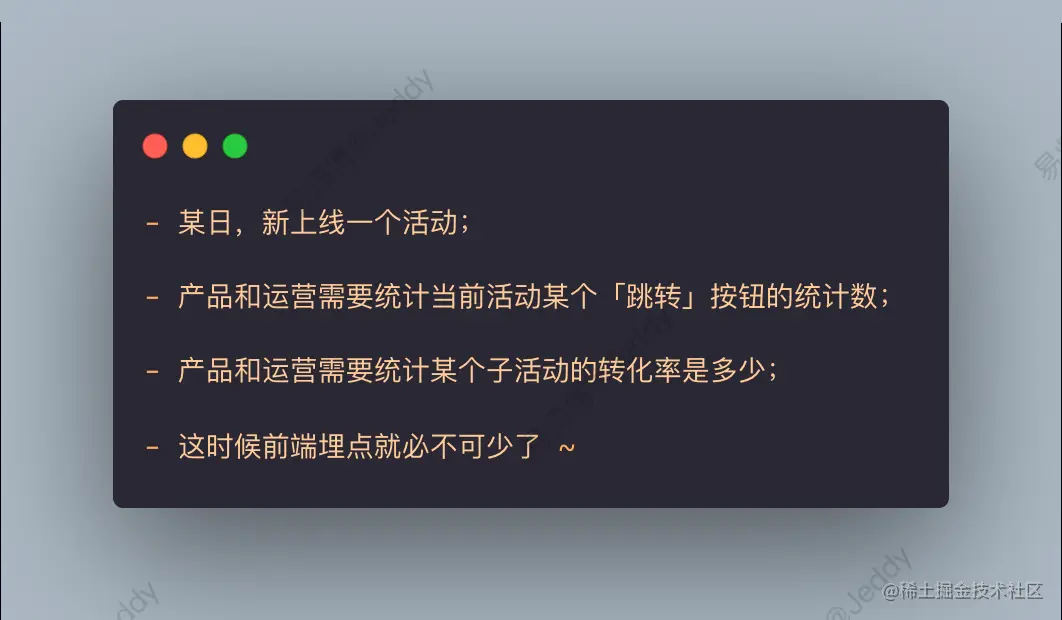 - 某日，新上线一个活动；
- 产品和运营需要统计当前活动某个「跳转」按钮的统计数；
- 产品和运营需要统计某个子活动的转化率是多少；
- 这时候前端埋点就必不可少了 ~
@稀土掘金技术社区